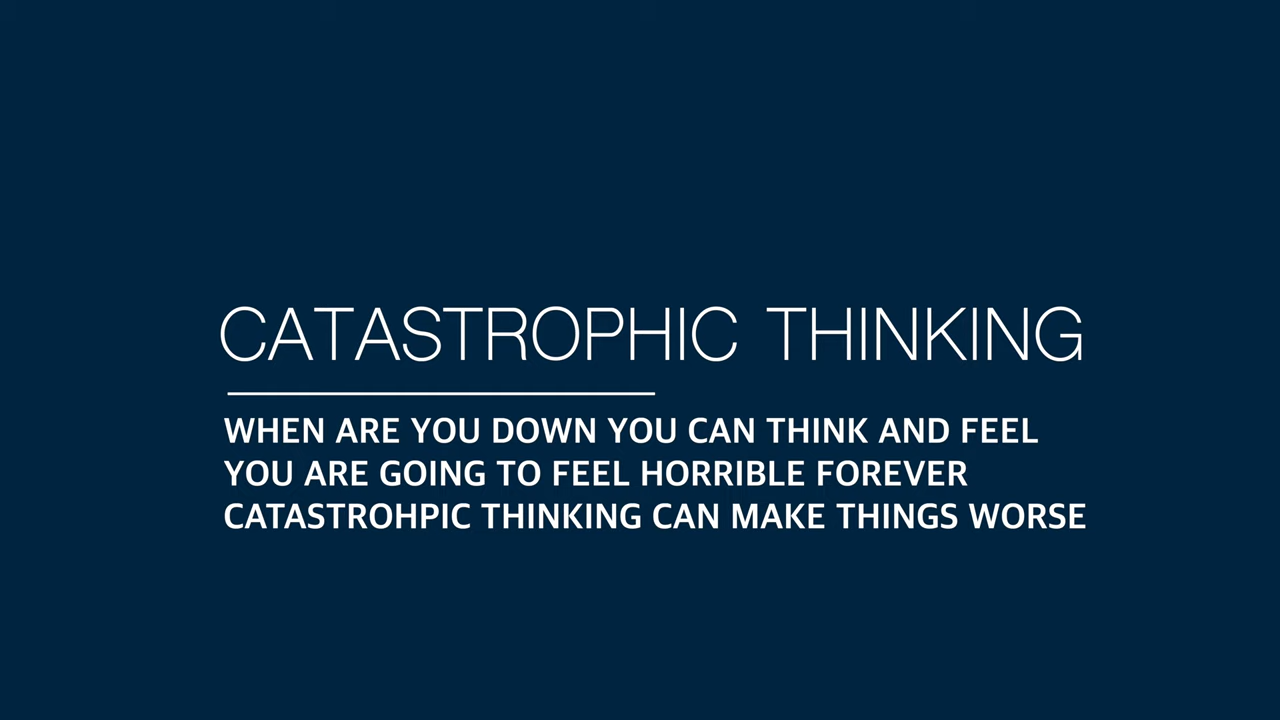 CATASTROPHIC THINKING
WHEN ARE YOU DOWN YOU CAN THINK AND FEEL
YOU ARE GOING TO FEEL HORRIBLE FOREVER
CATASTROHPIC THINKING CAN MAKE THINGS WORSE